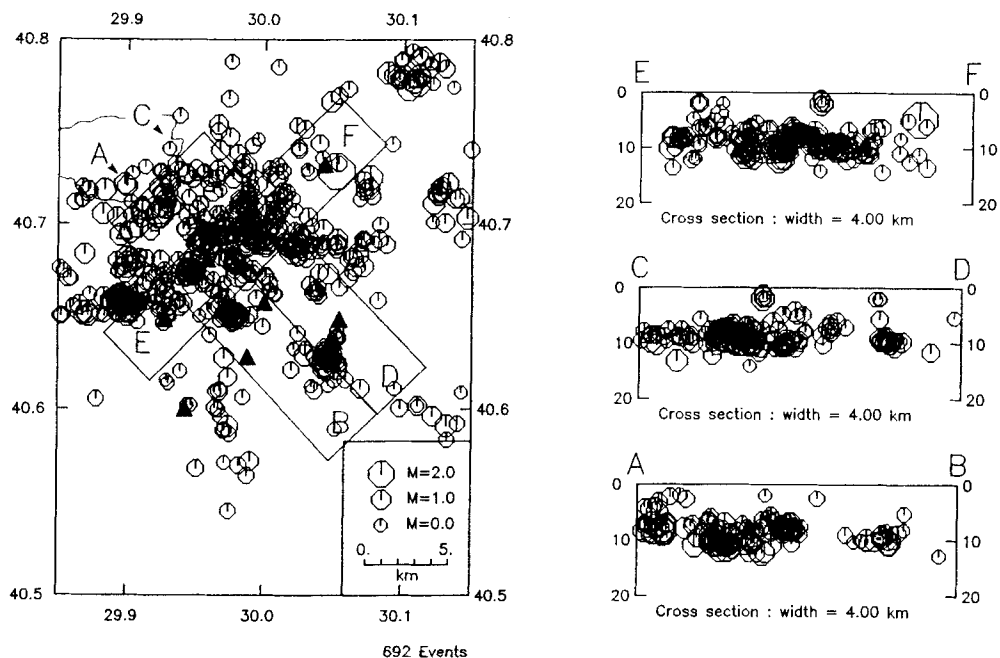 29.9 30.0 30.1
40.8 40.8
C
A
F
40.7 40.7
E
D
40.6 40.6
B
M=2.0
M=1.0
M=0.0
0. 5.
km
40.5 40.5
29.9 30.0 30.1
692 Events
E F
0 0
10 10
20 20
Cross section : width = 4.00 km
C D
0 0
10 10
20 20
Cross section : width = 4.00 km
A B
0 0
10 10
20 20
Cross section : width = 4.00 km